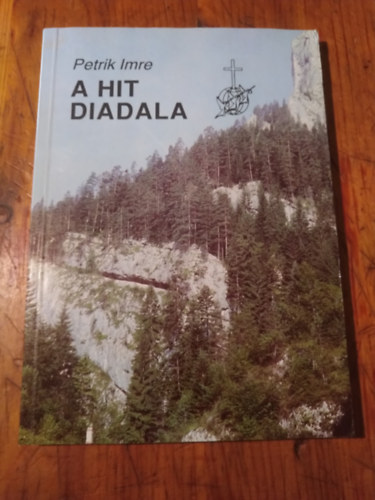 Petrik Imre
A HIT
DIADALA